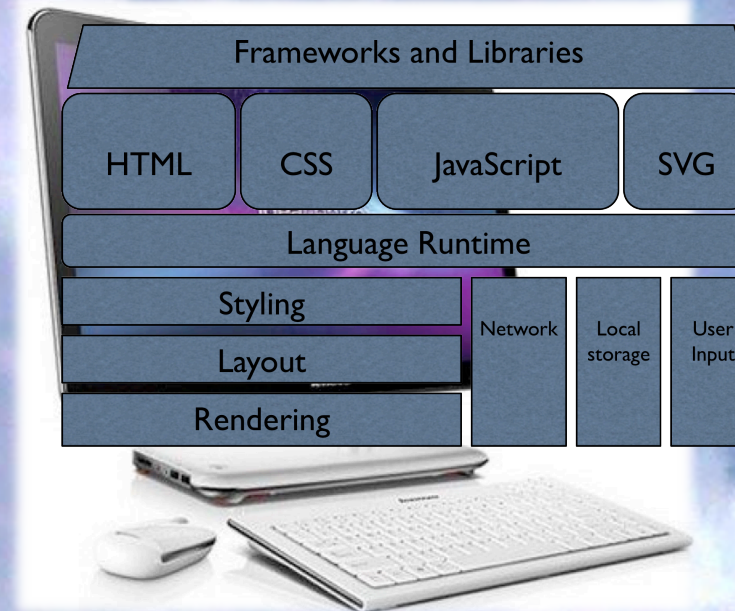 Frameworks and Libraries
HTML
CSS
JavaScript
SVG
Language Runtime
Styling
Layout
Rendering
Network
Local
storage
User
Input